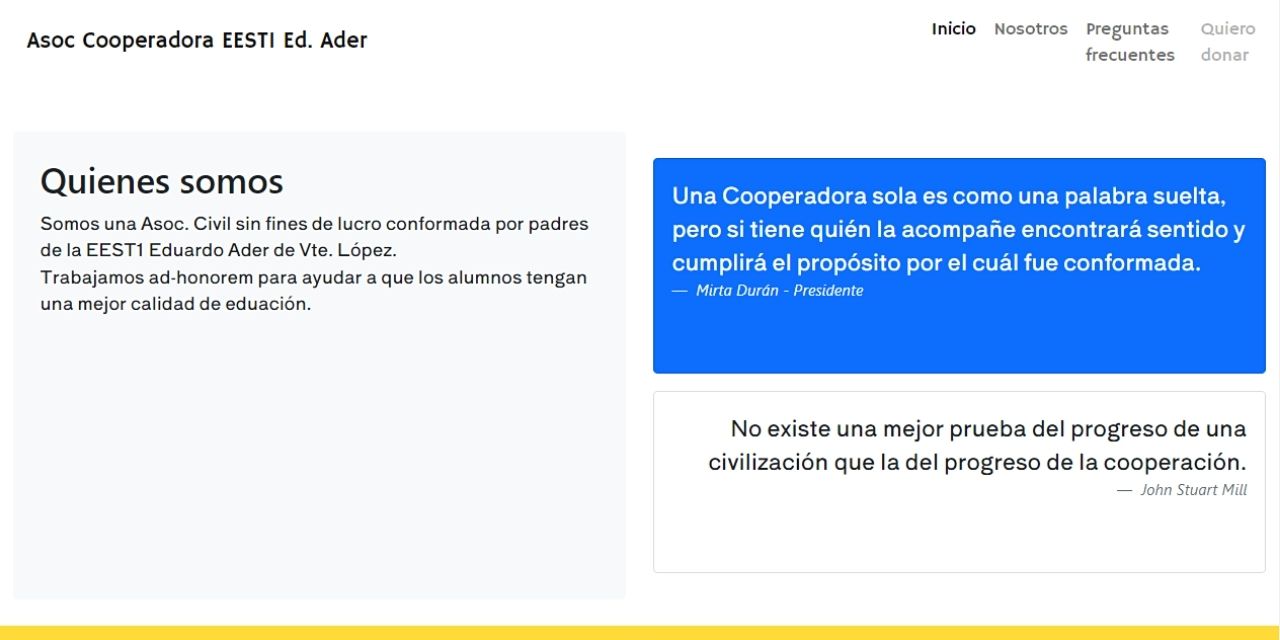 Asoc Cooperadora EEST1 Ed. Ader
Inicio
Nosotros
Preguntas
frecuentes
Quiero
donar
Quienes somos
Somos una Asoc. Civil sin fines de lucro conformada por padres
de la EEST1 Eduardo Ader de Vte. López.
Trabajamos ad-honorem para ayudar a que los alumnos tengan
una mejor calidad de eduación.
Una Cooperadora sola es como una palabra suelta,
pero si tiene quién la acompañe encontrará sentido y
cumplirá el propósito por el cuál fue conformada.
— Mirta Durán - Presidente
No existe una mejor prueba del progreso de una
civilización que la del progreso de la cooperación.
— John Stuart Mill